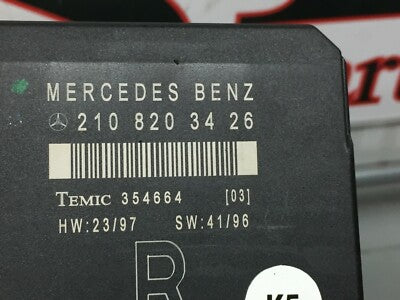 MERCEDES BENZ
210 820 34 26
TEMIC 354664 [03]
HW:23/97 SW:41/96
R